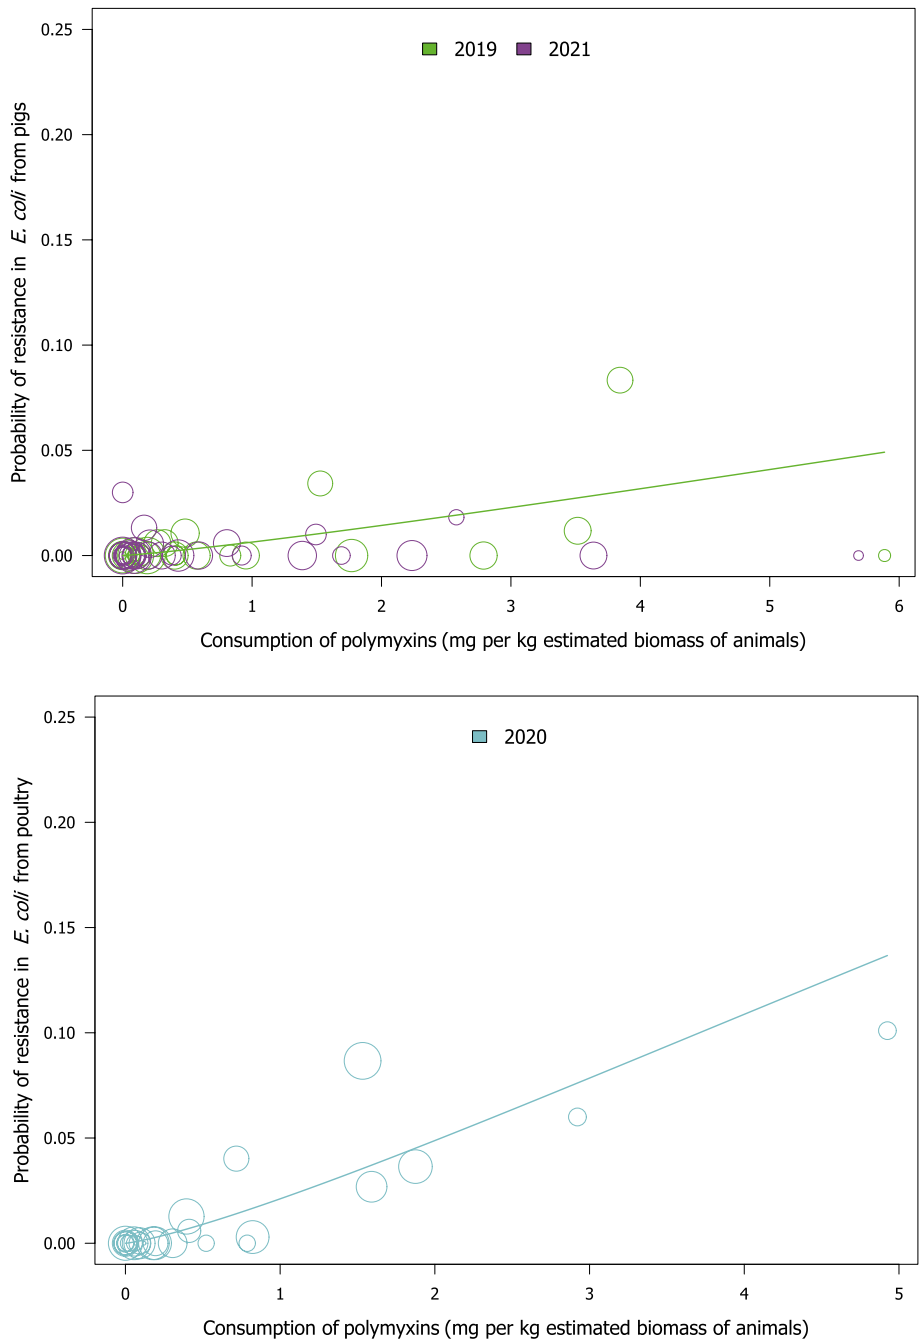 0.25
2019 2021
0.20
0.15
0.10
0.05
0.00
Probability of resistance in E. coli from pigs
0 1 2 3 4 5 6
Consumption of polymyxins (mg per kg estimated biomass of animals)
0.25
2020
0.20
0.15
0.10
0.05
0.00
Probability of resistance in E. coli from poultry
0 1 2 3 4 5
Consumption of polymyxins (mg per kg estimated biomass of animals)